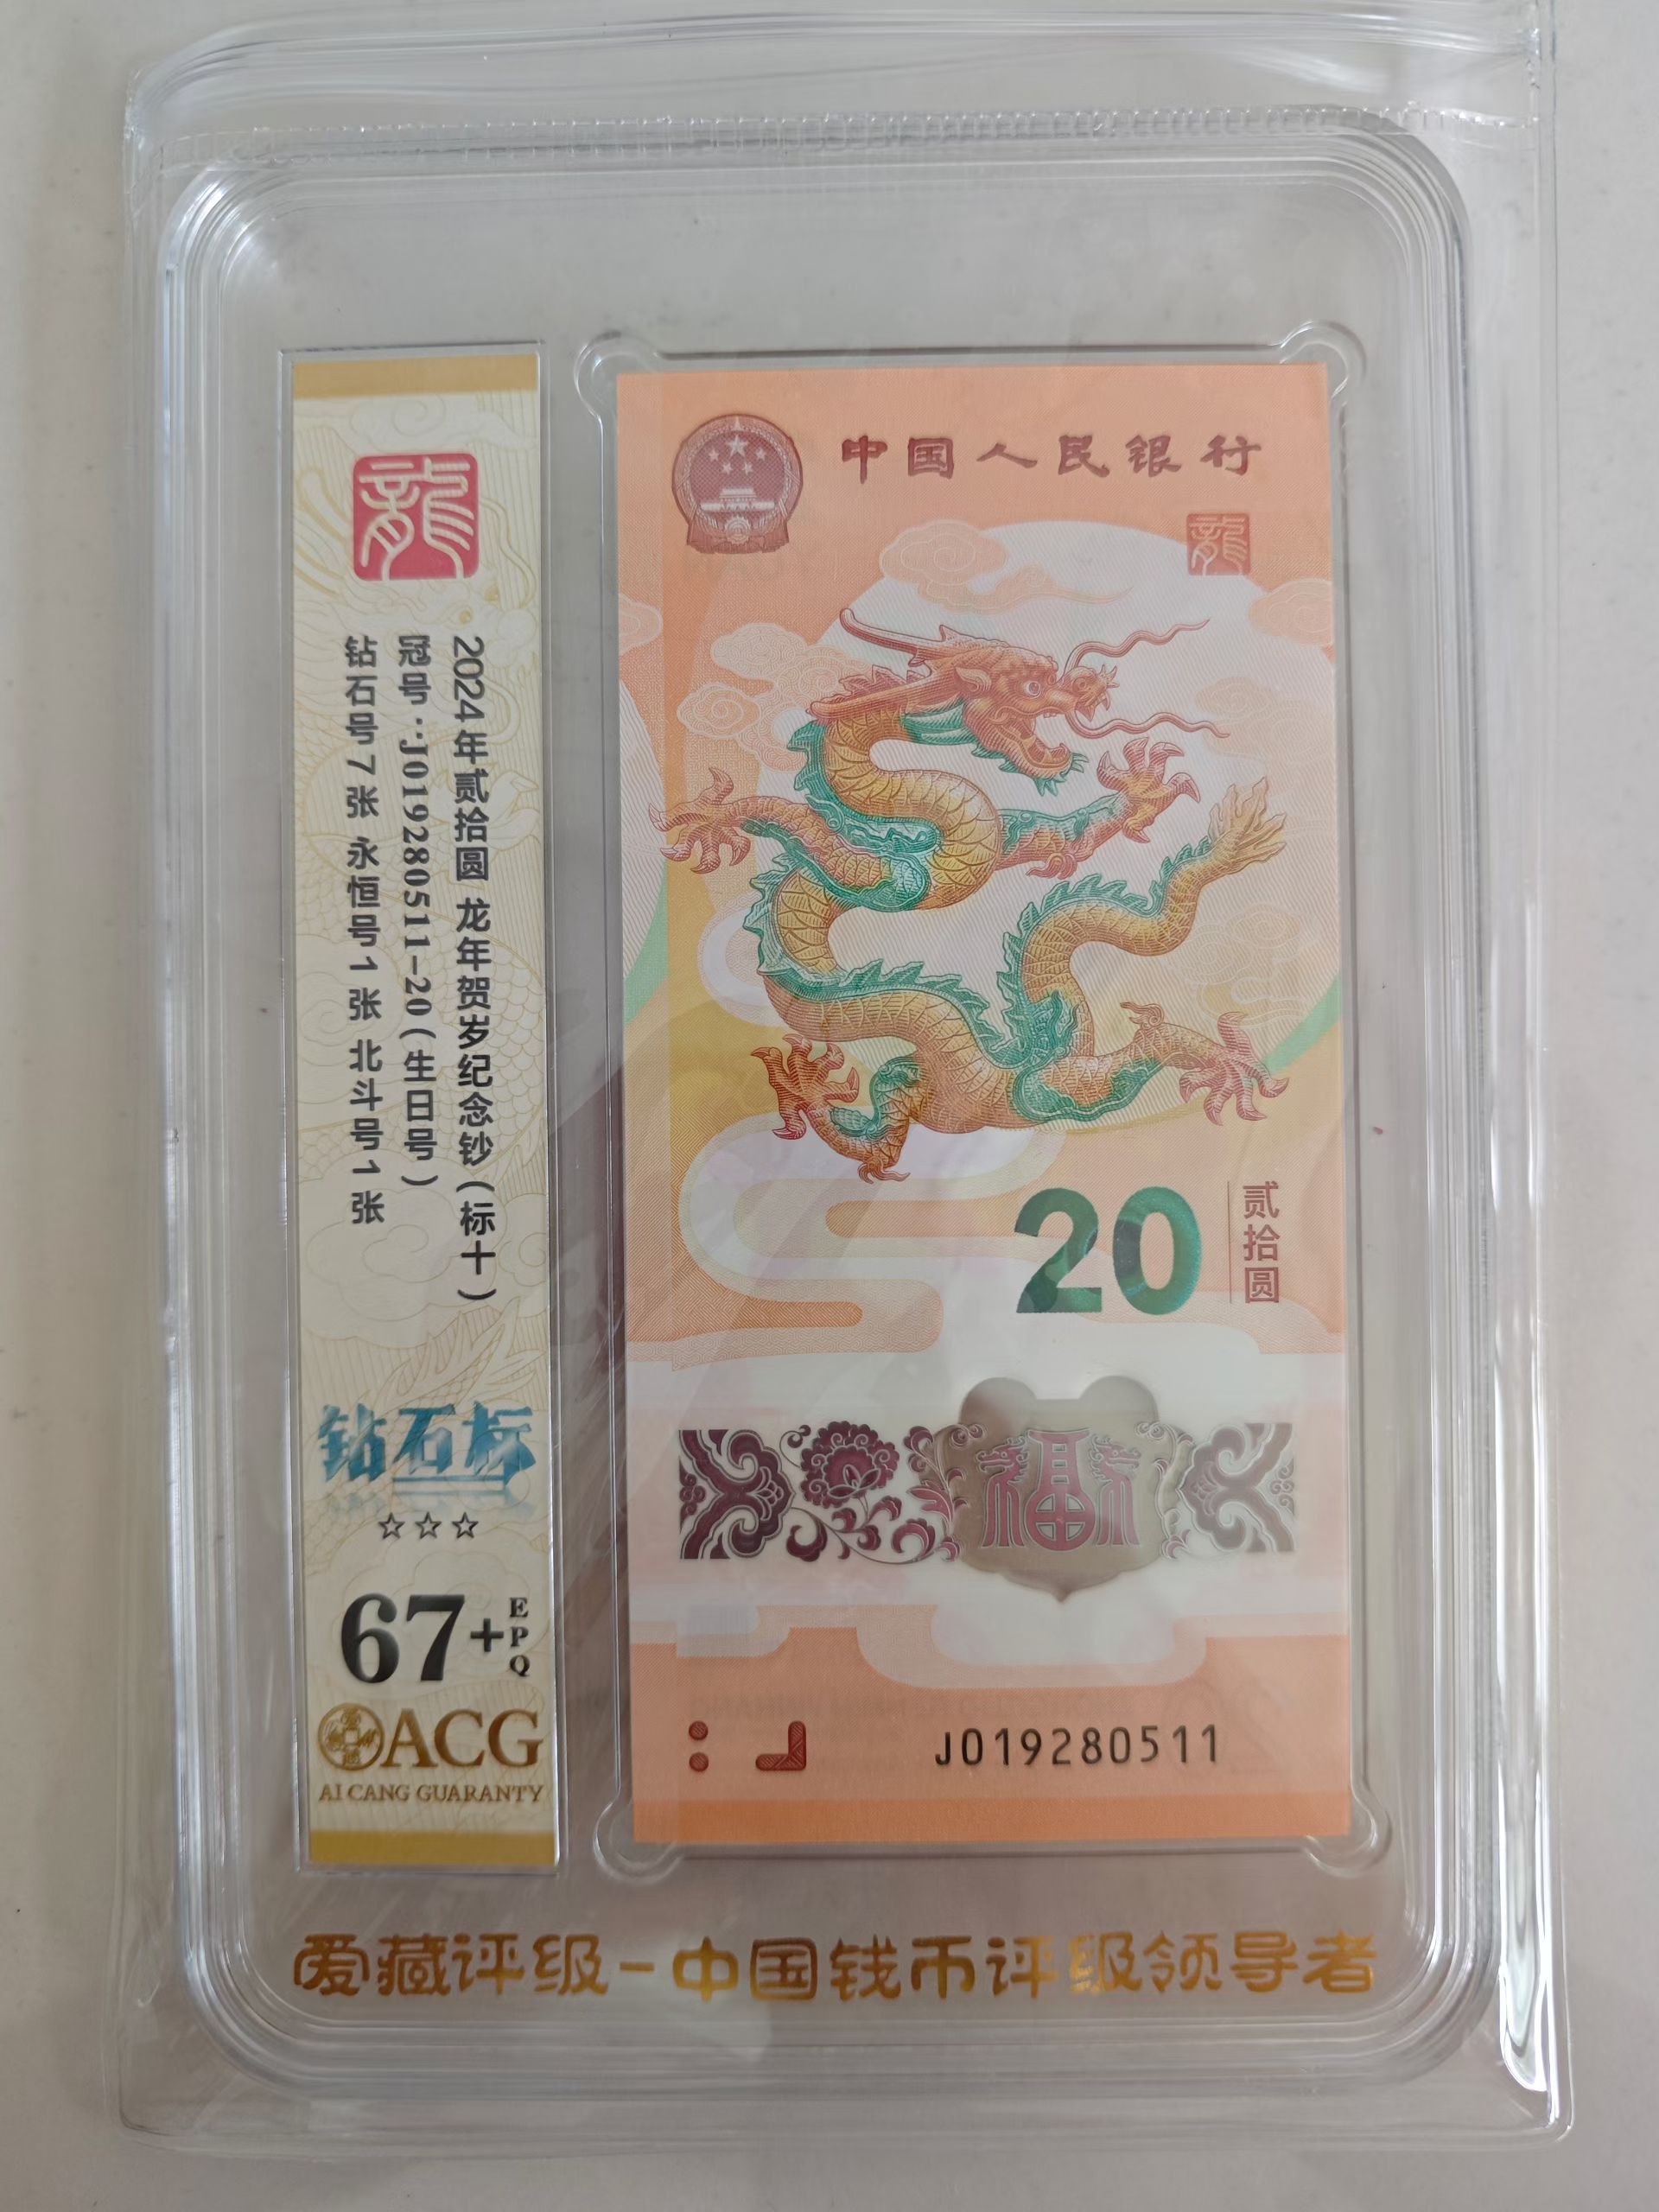 龍
2024年贰拾圆 龙年贺岁纪念钞(标十)
冠号:J019280511-20(生日号)
钻石号7张 永恒号1张 北斗号1张
钻石标
☆☆☆
67+
EPQ
ACG
AI CANG GUARANTY
中国人民银行
龍
20
贰拾圆
福
J019280511
爱藏评级-中国钱币评级领导者